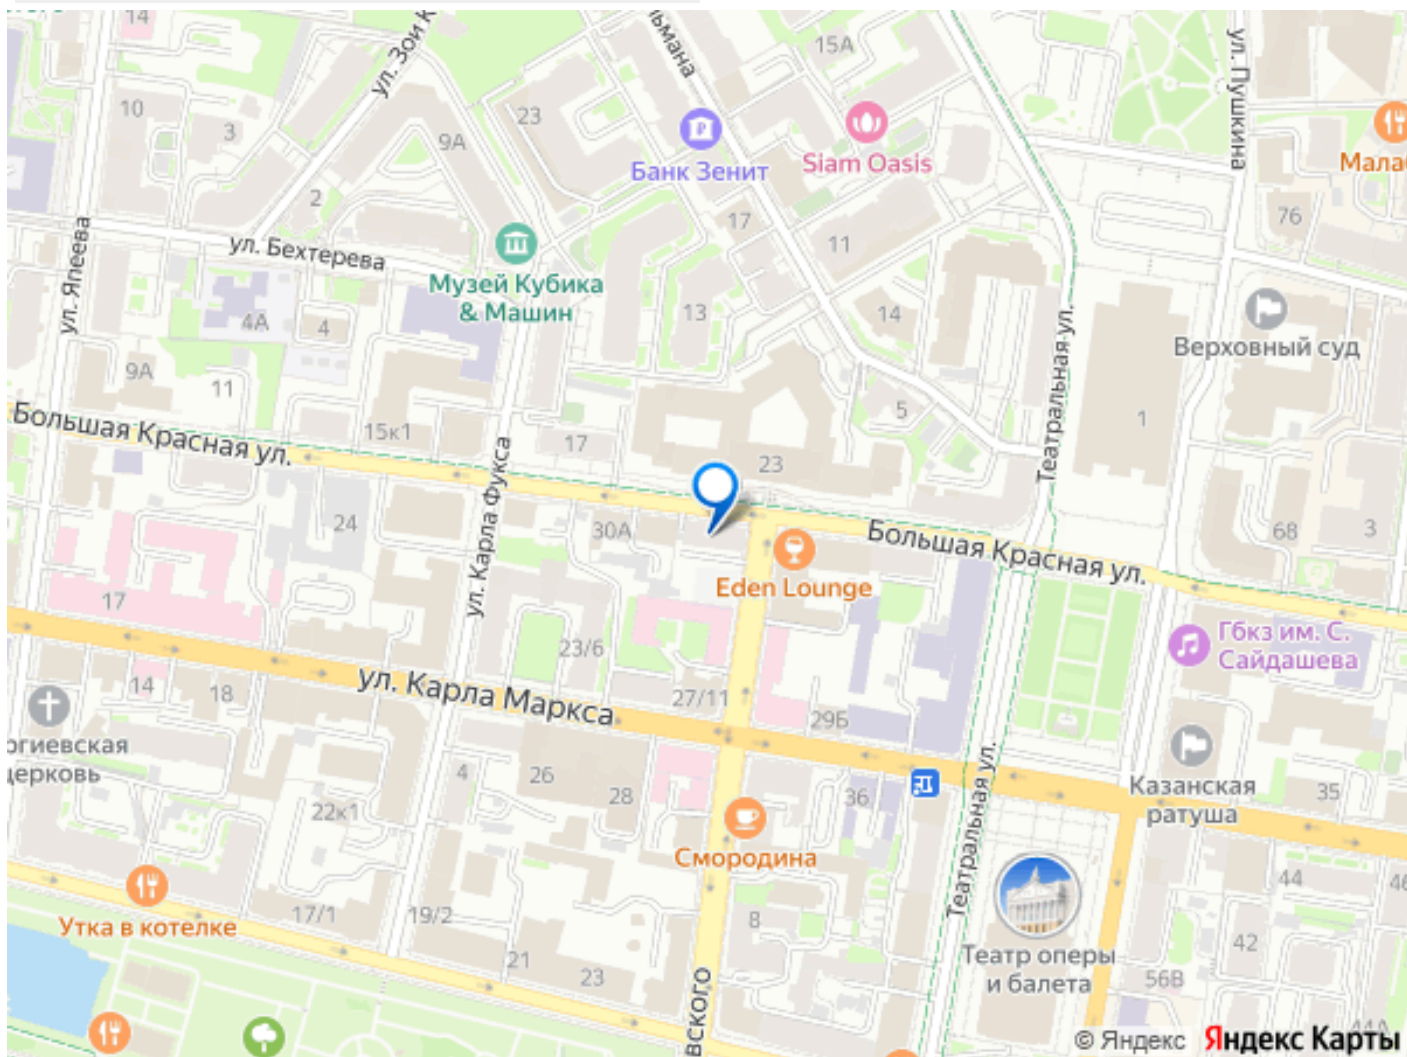 14
ул. Зои К
ьмана
15А
ул. Пушкина
10
3
9А
23
Банк Зенит
Siam Oasis
Мала
2
17
11
76
ул. Япеева
ул. Бехтерева
Музей Кубика
& Машин
4А
4
13
14
Театральная ул.
Верховный суд
9А
11
5
1
Большая Красная ул.
15к1
17
23
ул. Карла Фукса
24
30А
Eden Lounge
Большая Красная ул.
68
3
17
23/6
Гбкз им. С.
Сайдашева
14
18
ул. Карла Маркса
27/11
29Б
ргиевская
церковь
4
26
28
36
Театральная ул.
Казанская
ратуша
35
22к1
Смородина
44
46
Утка в котелке
17/1
19/2
8
21
23
Театр оперы
и балета
42
56В
вского
44А
© Яндекс Яндекс Карты